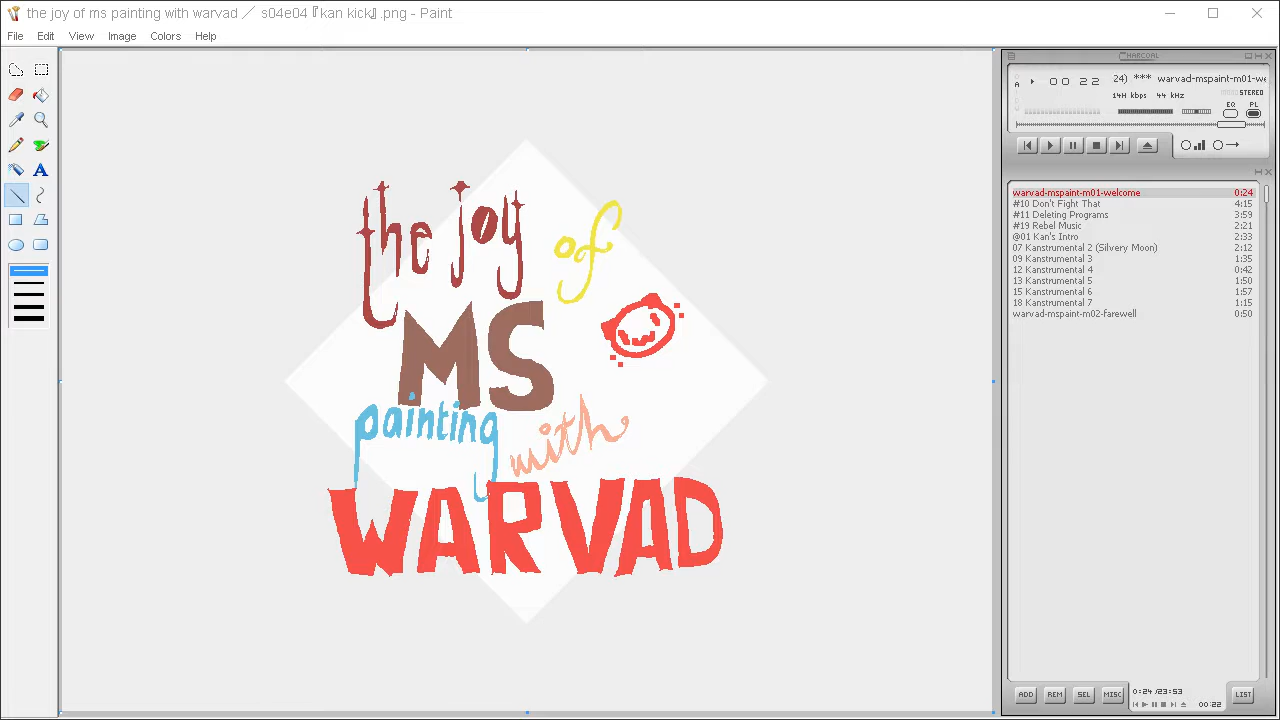 the joy of ms painting with warvad ／ s04e04『kan kick』.png - Paint
File Edit View Image Colors Help
the joy of
MS
painting with
WARVAD
CHARCOAL
00 22 24) *** warvad-mspaint-m01-we
14H kbps 44 kHz STEREO
EQ PL
warvad-mspaint-m01-welcome 0:24
#10 Don't Fight That 4:15
#11 Deleting Programs 3:59
#19 Rebel Music 2:21
@01 Kan's Intro 2:33
07 Kanstrumental 2 (Silvery Moon) 2:12
09 Kanstrumental 3 1:35
12 Kanstrumental 4 0:42
13 Kanstrumental 5 1:50
15 Kanstrumental 6 1:57
18 Kanstrumental 7 1:15
warvad-mspaint-m02-farewell 0:50
ADD REM SEL MISC 0:24/23:53 00:22 LIST